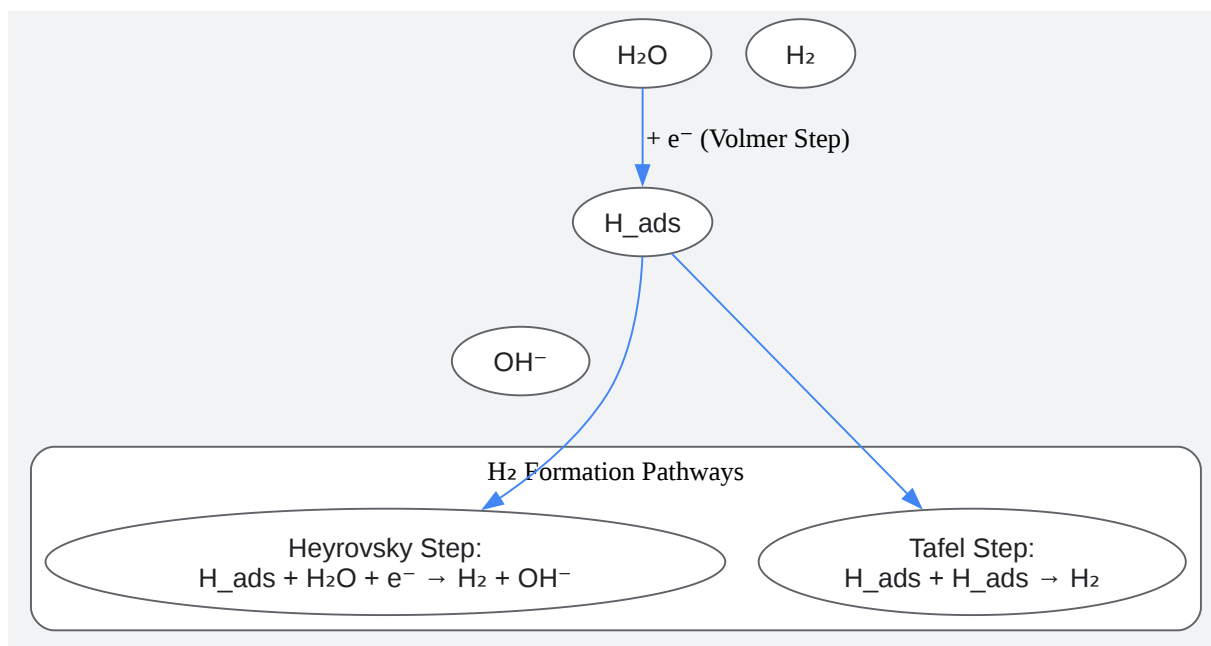 H₂O
H₂
+ e⁻ (Volmer Step)
H_ads
OH⁻
H₂ Formation Pathways
Heyrovsky Step:
H_ads + H₂O + e⁻ → H₂ + OH⁻
Tafel Step:
H_ads + H_ads → H₂